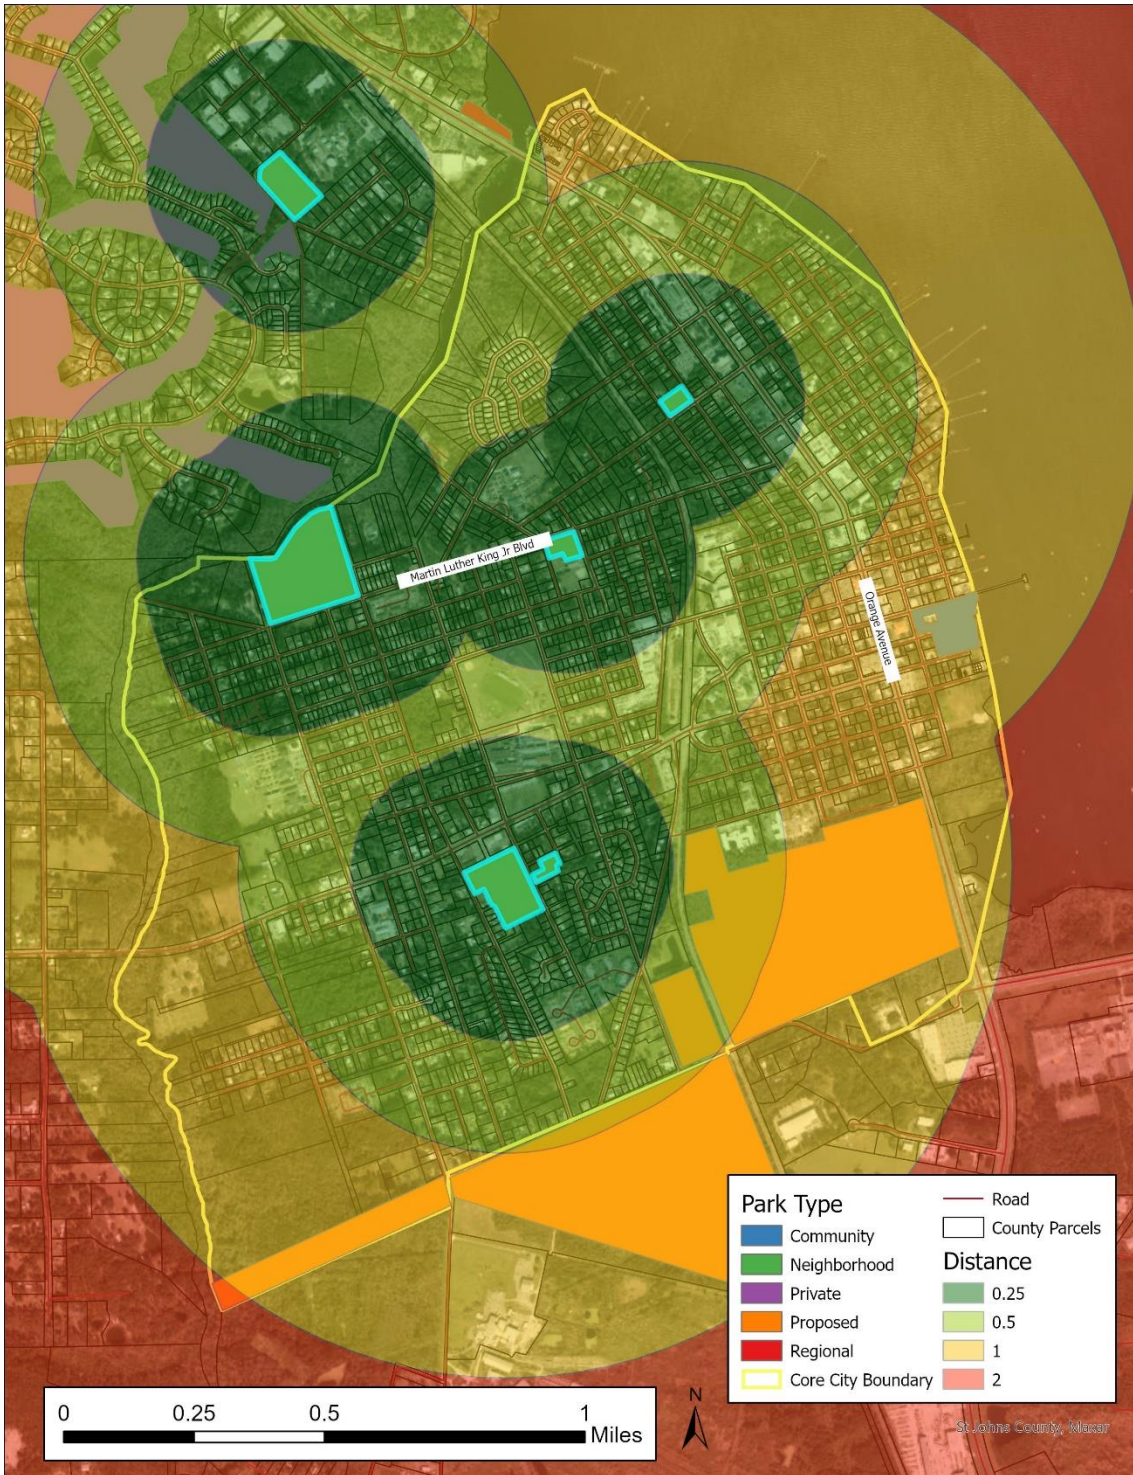 Martin Luther King Jr Blvd
Orange Avenue
Park Type
Community
Neighborhood
Private
Proposed
Regional
Core City Boundary
Road
County Parcels
Distance
0.25
0.5
1
2
0 0.25 0.5 1
Miles
N
St Johns County, Maxar